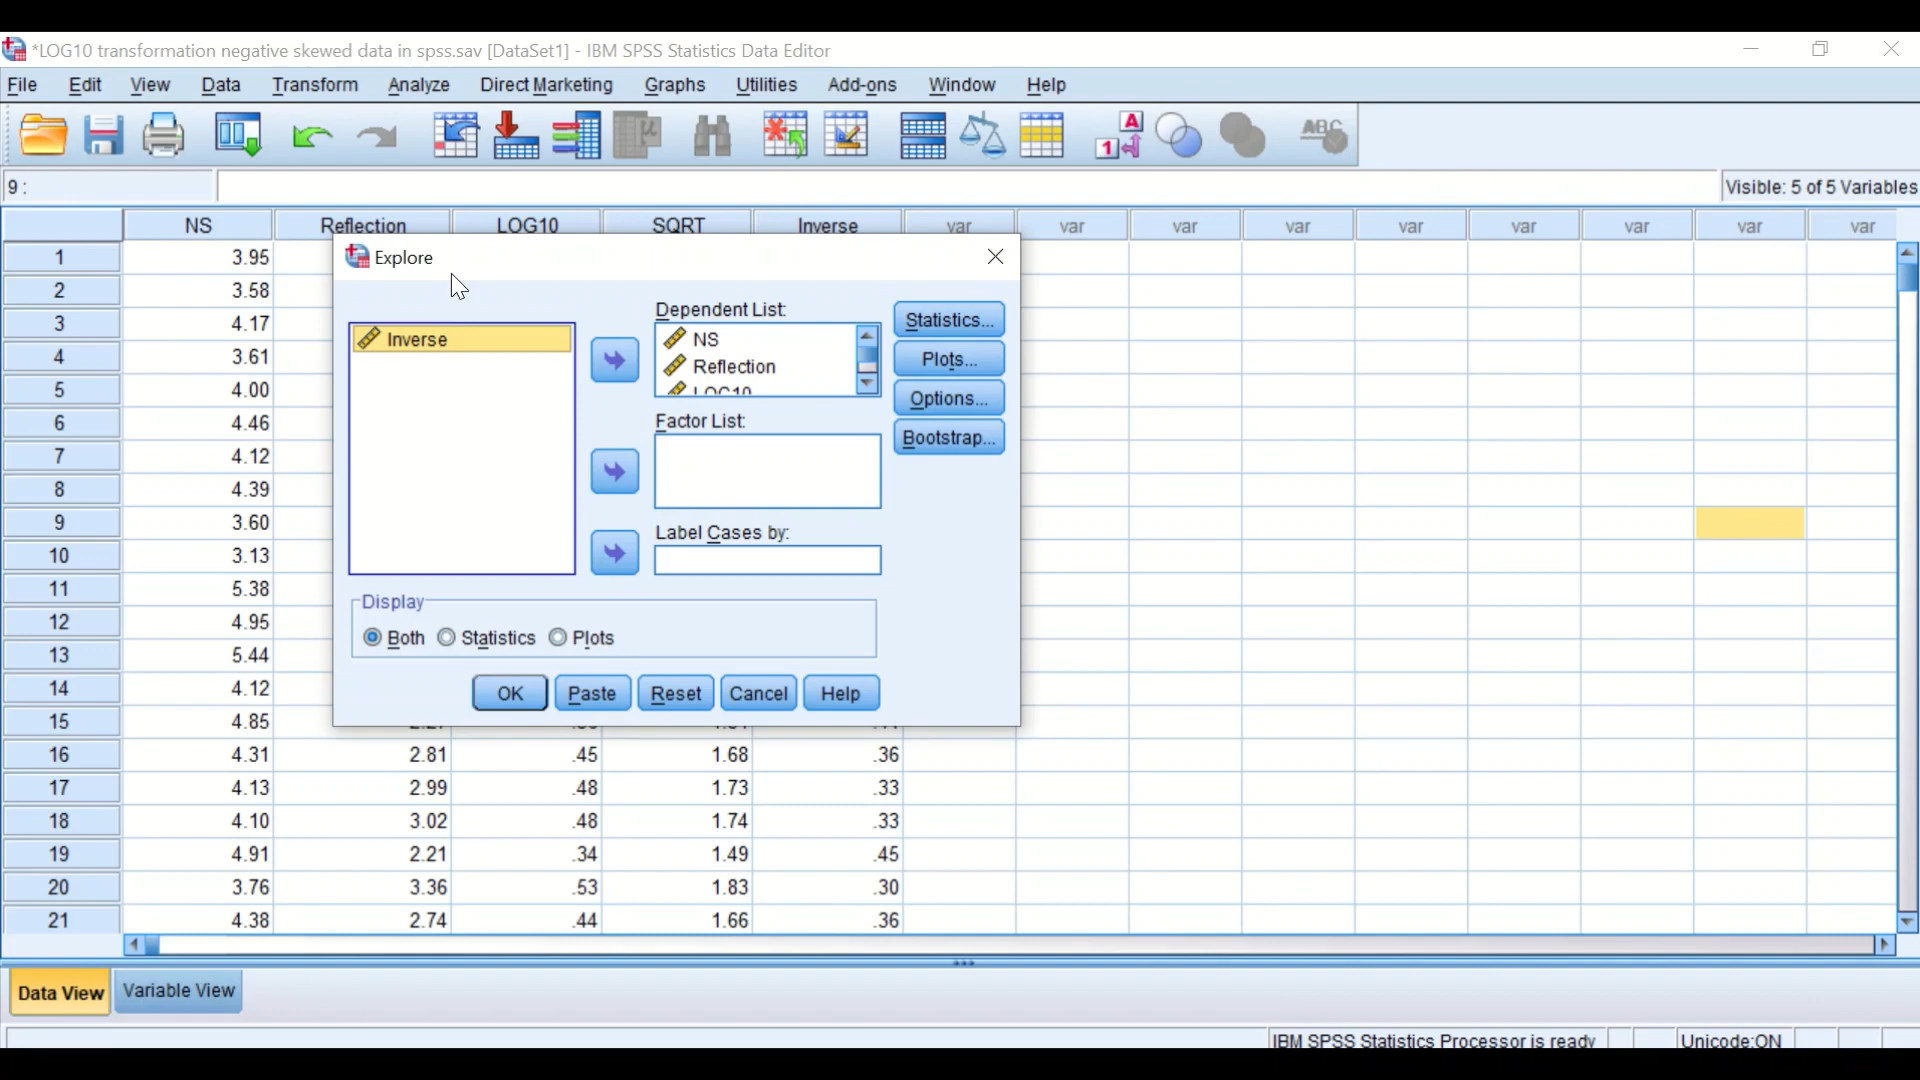 *LOG10 transformation negative skewed data in spss.sav [DataSet1] - IBM SPSS Statistics Data Editor
File Edit View Data Transform Analyze Direct Marketing Graphs Utilities Add-ons Window Help
9 : Visible: 5 of 5 Variables
NS Reflection LOG10 SQRT Inverse var var var var var var var var var
1 3.95
2 3.58
3 4.17
4 3.61
5 4.00
6 4.46
7 4.12
8 4.39
9 3.60
10 3.13
11 5.38
12 4.95
13 5.44
14 4.12
15 4.85
16 4.31 2.81 .45 1.68 .36
17 4.13 2.99 .48 1.73 .33
18 4.10 3.02 .48 1.74 .33
19 4.91 2.21 .34 1.49 .45
20 3.76 3.36 .53 1.83 .30
21 4.38 2.74 .44 1.66 .36
Explore
Inverse
Dependent List:
NS
Reflection
LOG10
Factor List:
Label Cases by:
Statistics...
Plots...
Options...
Bootstrap...
Display
Both Statistics Plots
OK Paste Reset Cancel Help
Data View Variable View
IBM SPSS Statistics Processor is ready Unicode:ON